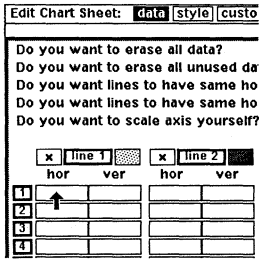 Edit Chart Sheet: data style custo
Do you want to erase all data?
Do you want to erase all unused da
Do you want lines to have same ho
Do you want lines to have same ho
Do you want to scale axis yourself?
x line 1 x line 2
hor ver hor ver
1
2
3
4